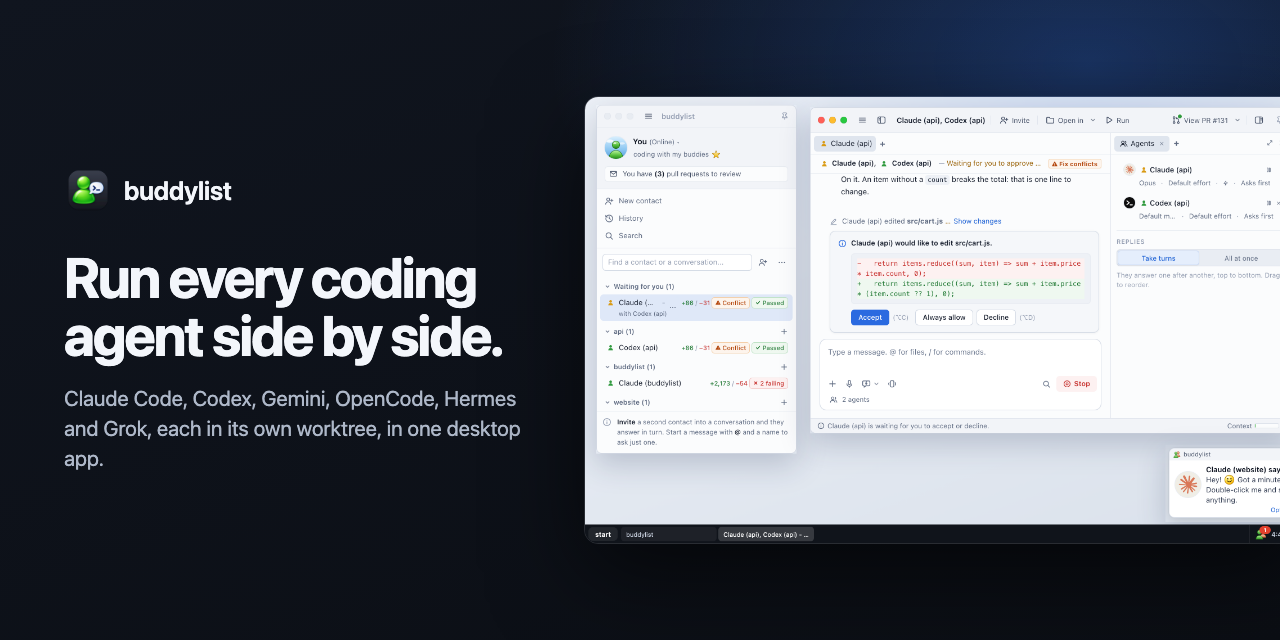 buddylist
Run every coding
agent side by side.
Claude Code, Codex, Gemini, OpenCode, Hermes
and Grok, each in its own worktree, in one desktop
app.
buddylist
You (Online)
coding with my buddies ⭐
You have (3) pull requests to review
New contact
History
Search
Find a contact or a conversation...
Waiting for you (1)
Claude (... - ... +86 / −31 Conflict ✓ Passed
with Codex (api)
api (1) +
Codex (api) +86 / −31 Conflict ✓ Passed
buddylist (1) +
Claude (buddylist) +2,173 / −64 × 2 failing
website (1) +
Invite a second contact into a conversation and they
answer in turn. Start a message with @ and a name to
ask just one.
Claude (api), Codex (api) Invite Open in Run View PR #131
Claude (api) +
Claude (api), Codex (api) — Waiting for you to approve ... Fix conflicts
On it. An item without a count breaks the total: that is one line to
change.
Claude (api) edited src/cart.js ... Show changes
Claude (api) would like to edit src/cart.js.
− return items.reduce((sum, item) => sum + item.price
* item.count, 0);
+ return items.reduce((sum, item) => sum + item.price
* (item.count ?? 1), 0);
Accept (⌥C) Always allow Decline (⌥D)
Type a message. @ for files, / for commands.
+ Stop
2 agents
Claude (api) is waiting for you to accept or decline. Context
Agents × +
Claude (api)
Opus · Default effort · Asks first
Codex (api)
Default m... · Default effort · Asks first
REPLIES
Take turns All at once
They answer one after another, top to bottom. Drag
to reorder.
buddylist
Claude (website) say
Hey! 😄 Got a minute
Double-click me and
anything.
start buddylist Claude (api), Codex (api) – ... 1